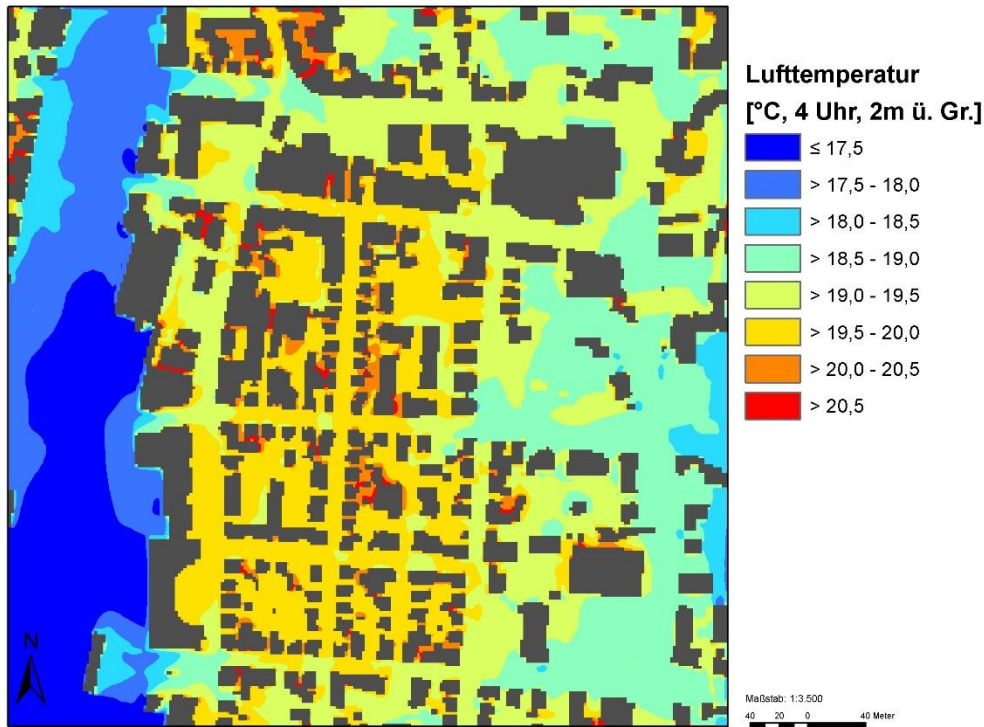 Lufttemperatur
[°C, 4 Uhr, 2m ü. Gr.]
≤ 17,5
> 17,5 - 18,0
> 18,0 - 18,5
> 18,5 - 19,0
> 19,0 - 19,5
> 19,5 - 20,0
> 20,0 - 20,5
> 20,5
N
Maßstab: 1:3.500
40 20 0 40 Meter